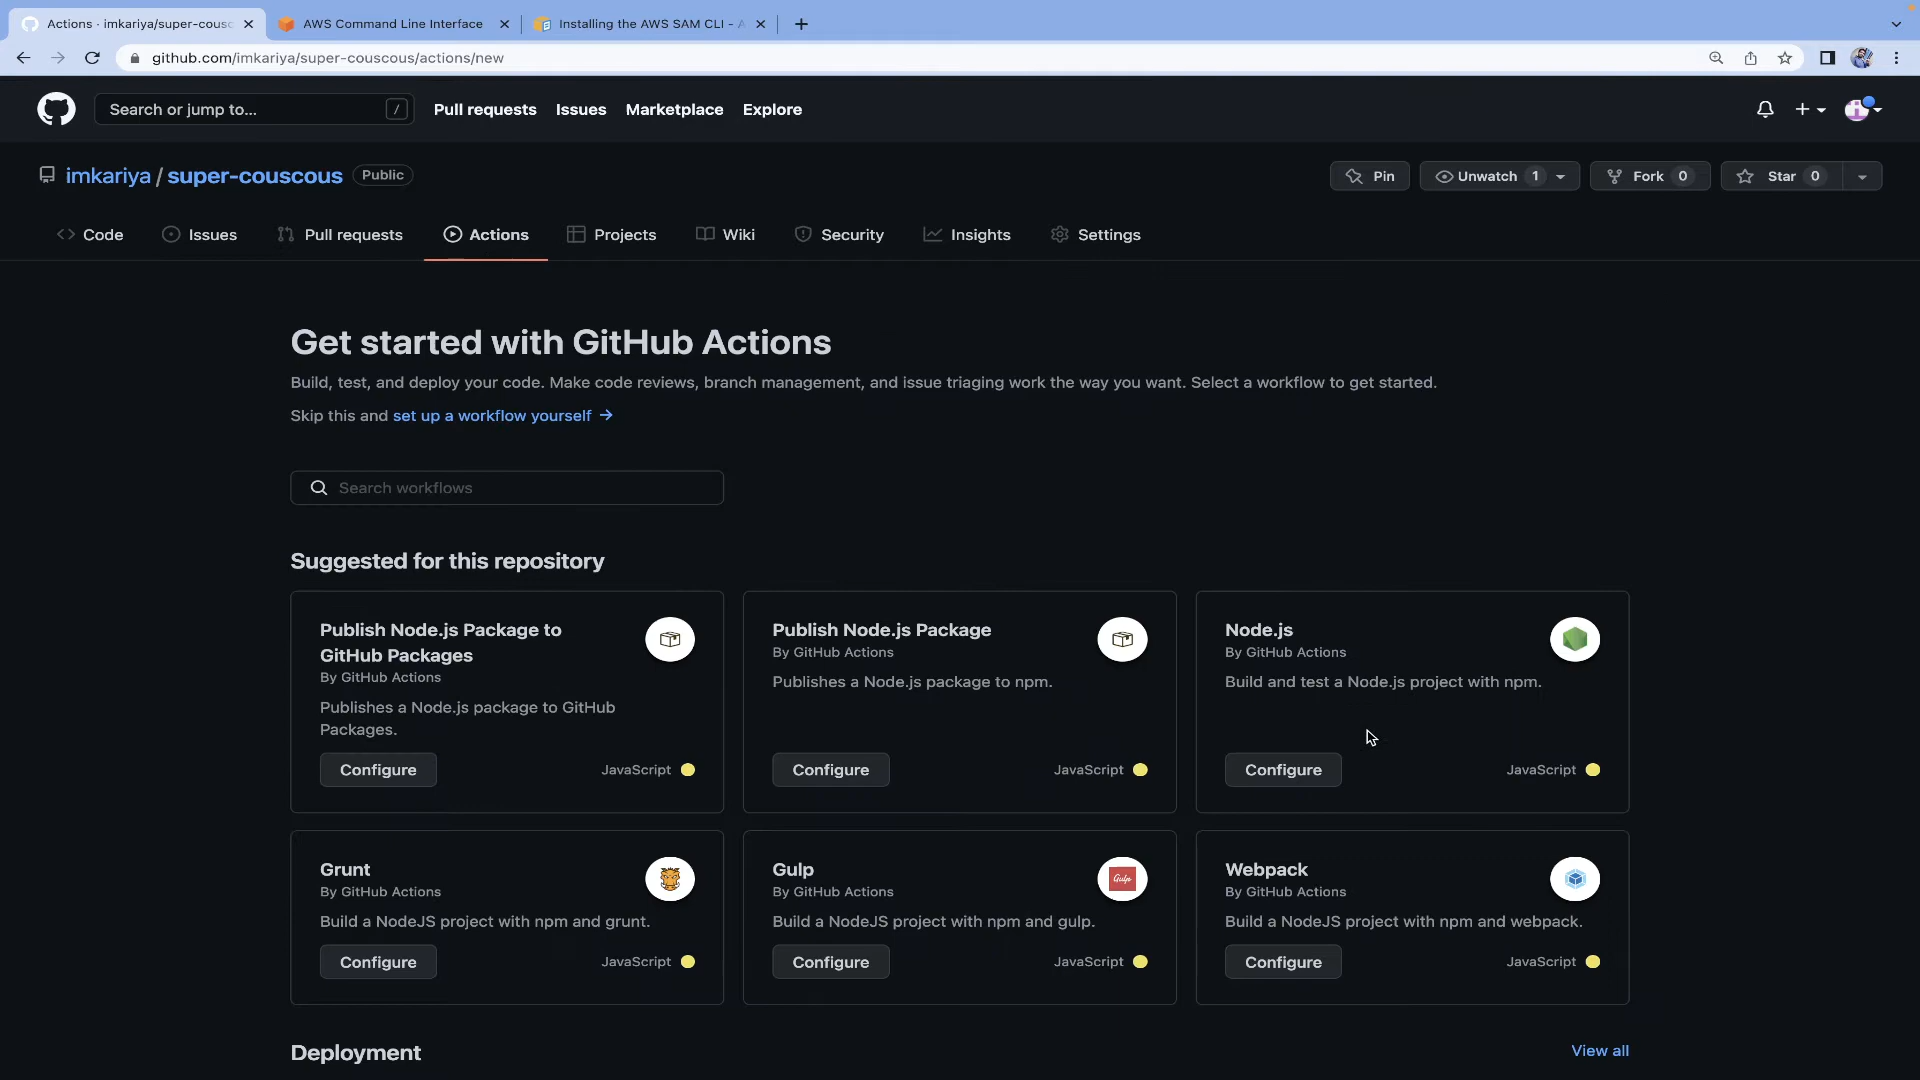 Actions · imkariya/super-cousc
AWS Command Line Interface
Installing the AWS SAM CLI - A
github.com/imkariya/super-couscous/actions/new
Search or jump to... /
Pull requests Issues Marketplace Explore
imkariya / super-couscous Public
Pin Unwatch 1 Fork 0 Star 0
Code Issues Pull requests Actions Projects Wiki Security Insights Settings
Get started with GitHub Actions
Build, test, and deploy your code. Make code reviews, branch management, and issue triaging work the way you want. Select a workflow to get started.
Skip this and set up a workflow yourself →
Search workflows
Suggested for this repository
Publish Node.js Package to
GitHub Packages
By GitHub Actions
Publishes a Node.js package to GitHub
Packages.
Configure JavaScript
Publish Node.js Package
By GitHub Actions
Publishes a Node.js package to npm.
Configure JavaScript
Node.js
By GitHub Actions
Build and test a Node.js project with npm.
Configure JavaScript
Grunt
By GitHub Actions
Build a NodeJS project with npm and grunt.
Configure JavaScript
Gulp
By GitHub Actions
Gulp
Build a NodeJS project with npm and gulp.
Configure JavaScript
Webpack
By GitHub Actions
Build a NodeJS project with npm and webpack.
Configure JavaScript
Deployment
View all